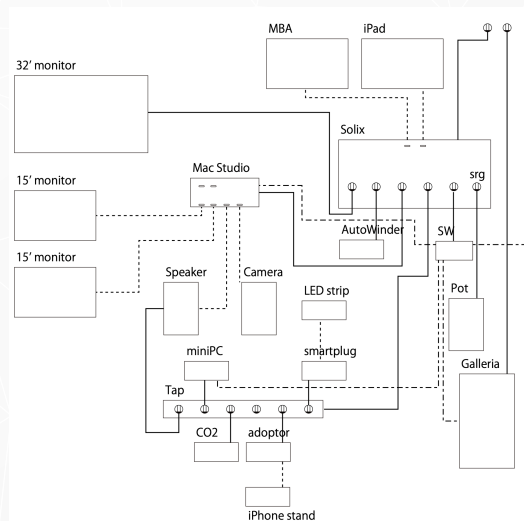 MBA
iPad
32' monitor
Solix
srg
Mac Studio
15' monitor
AutoWinder
SW
15' monitor
Speaker
Camera
LED strip
Pot
miniPC
smartplug
Galleria
Tap
CO2
adoptor
iPhone stand